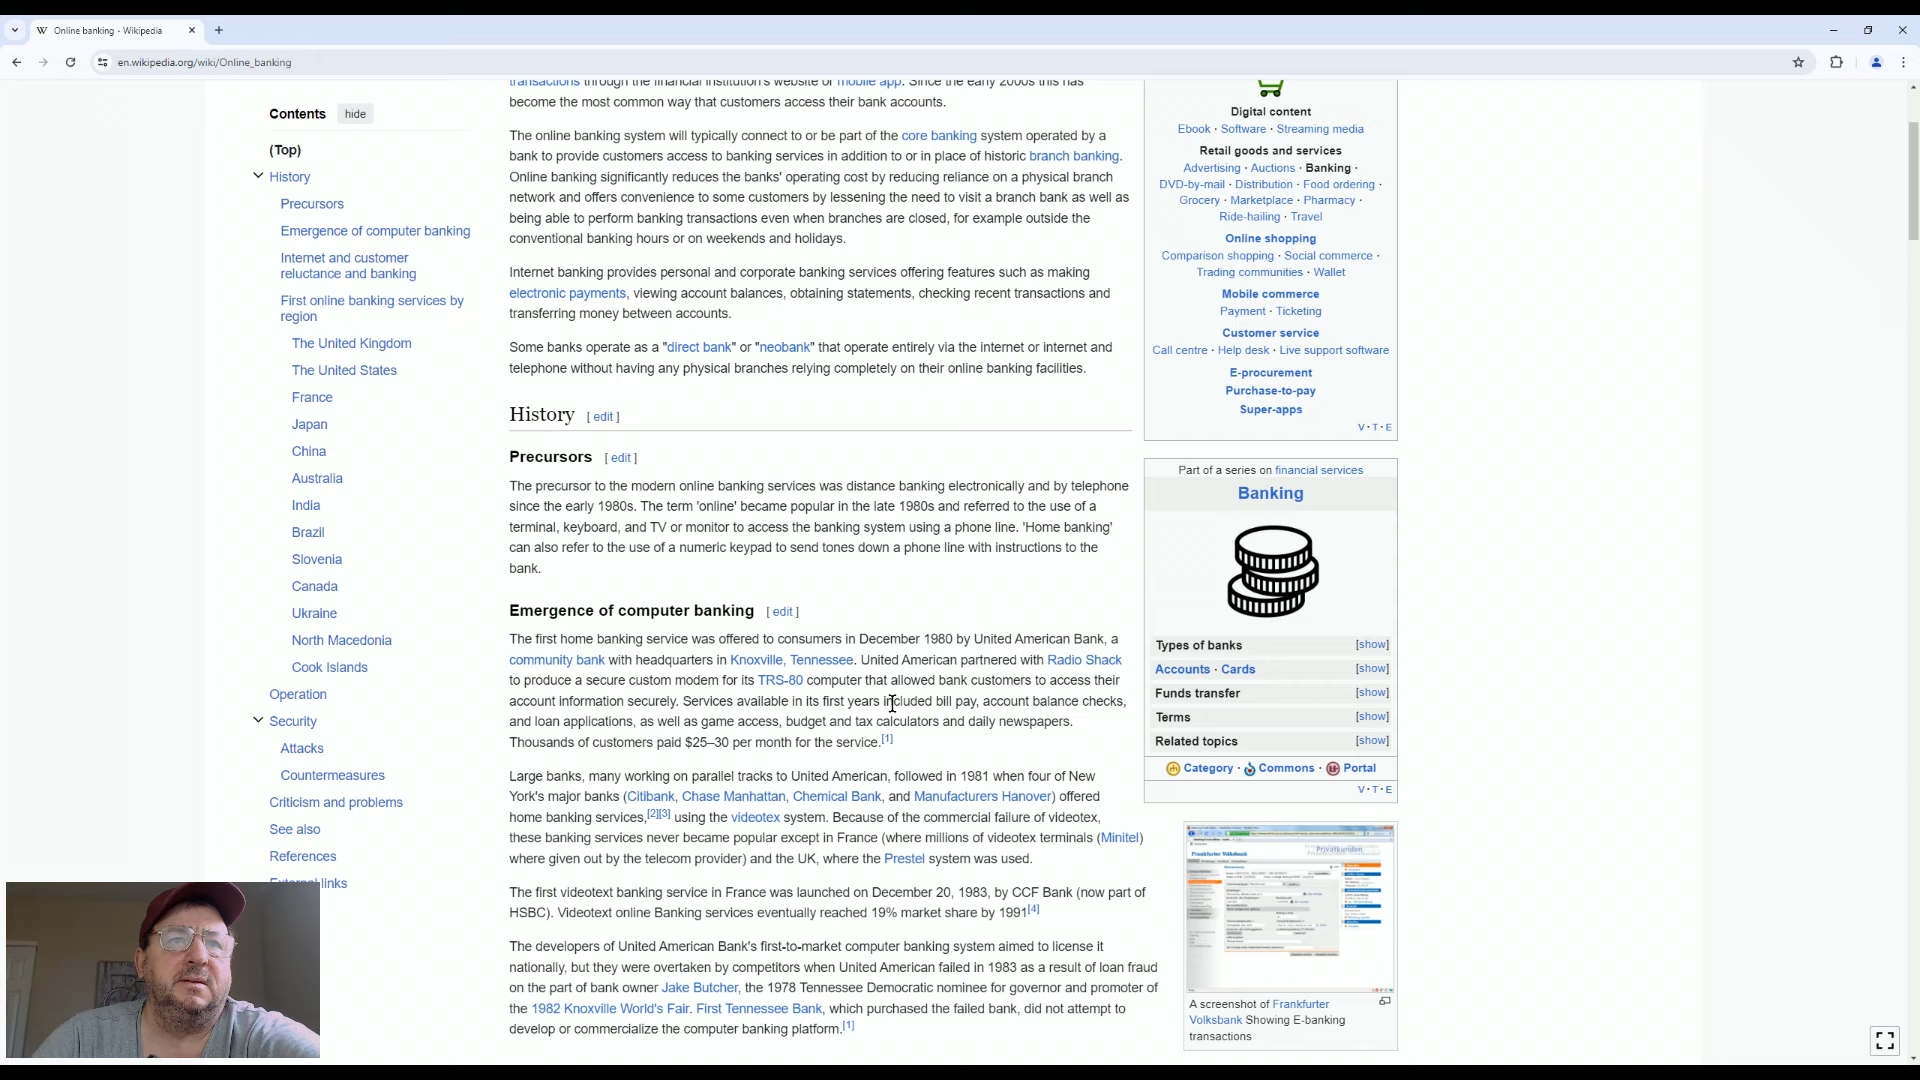 Online banking - Wikipedia
en.wikipedia.org/wiki/Online_banking
Contents hide
(Top)
History
Precursors
Emergence of computer banking
Internet and customer
reluctance and banking
First online banking services by
region
The United Kingdom
The United States
France
Japan
China
Australia
India
Brazil
Slovenia
Canada
Ukraine
North Macedonia
Cook Islands
Operation
Security
Attacks
Countermeasures
Criticism and problems
See also
References
External links
transactions through the financial institution's website or mobile app. Since the early 2000s this has
become the most common way that customers access their bank accounts.
The online banking system will typically connect to or be part of the core banking system operated by a
bank to provide customers access to banking services in addition to or in place of historic branch banking.
Online banking significantly reduces the banks' operating cost by reducing reliance on a physical branch
network and offers convenience to some customers by lessening the need to visit a branch bank as well as
being able to perform banking transactions even when branches are closed, for example outside the
conventional banking hours or on weekends and holidays.
Internet banking provides personal and corporate banking services offering features such as making
electronic payments, viewing account balances, obtaining statements, checking recent transactions and
transferring money between accounts.
Some banks operate as a "direct bank" or "neobank" that operate entirely via the internet or internet and
telephone without having any physical branches relying completely on their online banking facilities.
History [ edit ]
Precursors [ edit ]
The precursor to the modern online banking services was distance banking electronically and by telephone
since the early 1980s. The term 'online' became popular in the late 1980s and referred to the use of a
terminal, keyboard, and TV or monitor to access the banking system using a phone line. 'Home banking'
can also refer to the use of a numeric keypad to send tones down a phone line with instructions to the
bank.
Emergence of computer banking [ edit ]
The first home banking service was offered to consumers in December 1980 by United American Bank, a
community bank with headquarters in Knoxville, Tennessee. United American partnered with Radio Shack
to produce a secure custom modem for its TRS-80 computer that allowed bank customers to access their
account information securely. Services available in its first years included bill pay, account balance checks,
and loan applications, as well as game access, budget and tax calculators and daily newspapers.
Thousands of customers paid $25–30 per month for the service.[1]
Large banks, many working on parallel tracks to United American, followed in 1981 when four of New
York's major banks (Citibank, Chase Manhattan, Chemical Bank, and Manufacturers Hanover) offered
home banking services,[2][3] using the videotex system. Because of the commercial failure of videotex,
these banking services never became popular except in France (where millions of videotex terminals (Minitel)
where given out by the telecom provider) and the UK, where the Prestel system was used.
The first videotext banking service in France was launched on December 20, 1983, by CCF Bank (now part of
HSBC). Videotext online Banking services eventually reached 19% market share by 1991[4]
The developers of United American Bank's first-to-market computer banking system aimed to license it
nationally, but they were overtaken by competitors when United American failed in 1983 as a result of loan fraud
on the part of bank owner Jake Butcher, the 1978 Tennessee Democratic nominee for governor and promoter of
the 1982 Knoxville World's Fair. First Tennessee Bank, which purchased the failed bank, did not attempt to
develop or commercialize the computer banking platform.[1]
Digital content
Ebook · Software · Streaming media
Retail goods and services
Advertising · Auctions · Banking ·
DVD-by-mail · Distribution · Food ordering ·
Grocery · Marketplace · Pharmacy ·
Ride-hailing · Travel
Online shopping
Comparison shopping · Social commerce ·
Trading communities · Wallet
Mobile commerce
Payment · Ticketing
Customer service
Call centre · Help desk · Live support software
E-procurement
Purchase-to-pay
Super-apps
V · T · E
Part of a series on financial services
Banking
Types of banks [show]
Accounts · Cards [show]
Funds transfer [show]
Terms [show]
Related topics [show]
Category · Commons · Portal
V · T · E
Frankfurter Volksbank
Privatkunden
A screenshot of Frankfurter
Volksbank Showing E-banking
transactions